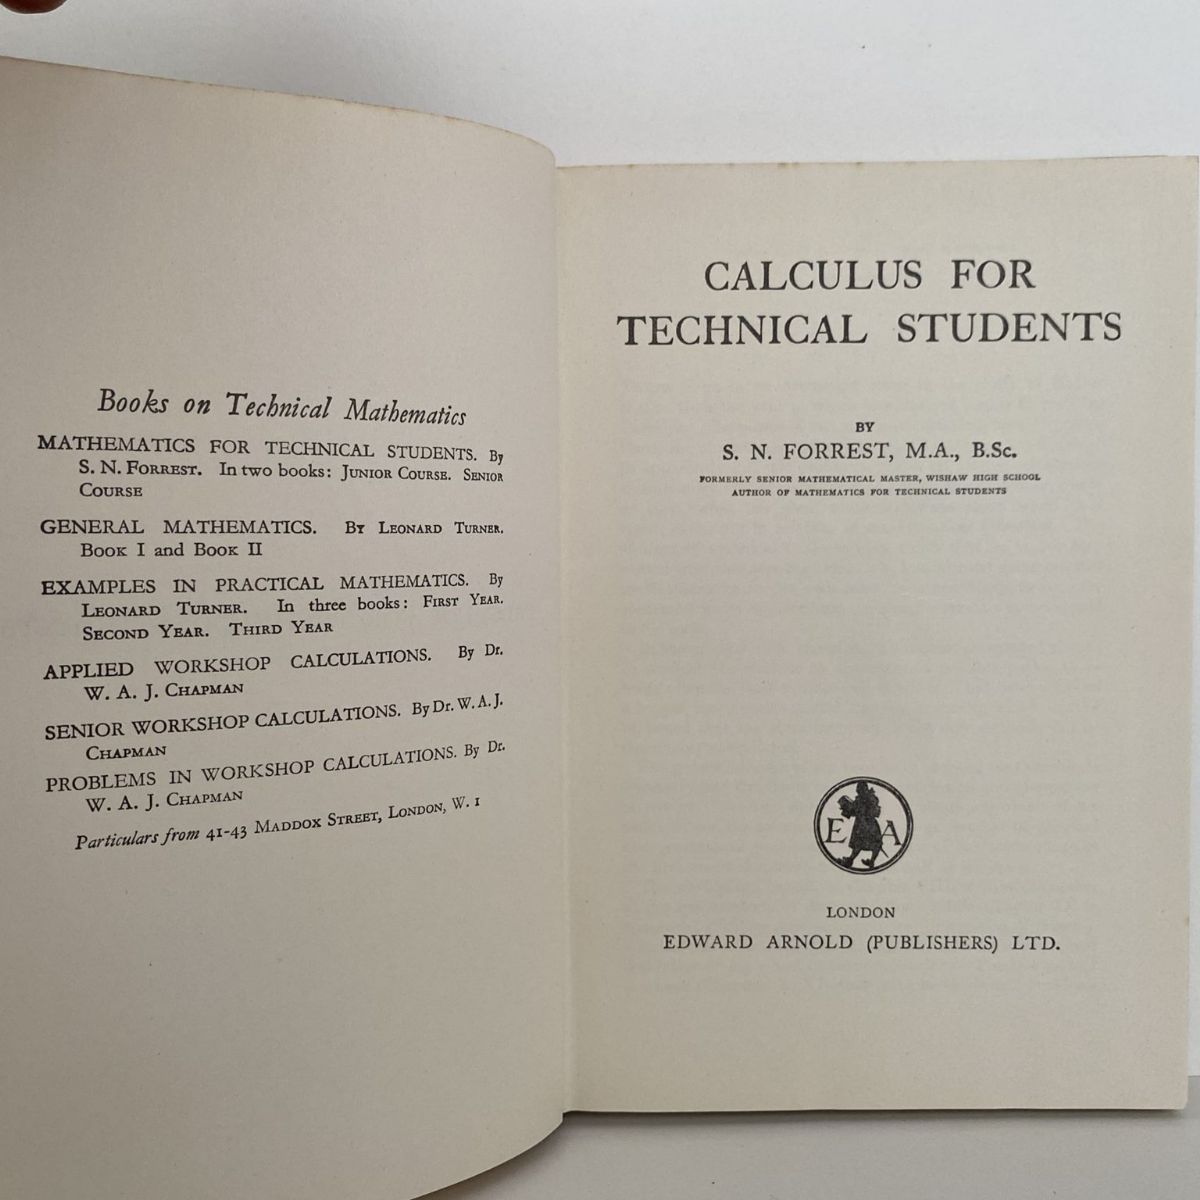 Books on Technical Mathematics
MATHEMATICS FOR TECHNICAL STUDENTS. By
S. N. FORREST. In two books: JUNIOR COURSE. SENIOR
COURSE
GENERAL MATHEMATICS. BY LEONARD TURNER.
BOOK I and BOOK II
EXAMPLES IN PRACTICAL MATHEMATICS. By
LEONARD TURNER. In three books: FIRST YEAR.
SECOND YEAR. THIRD YEAR
APPLIED WORKSHOP CALCULATIONS. By Dr.
W. A. J. CHAPMAN
SENIOR WORKSHOP CALCULATIONS. By Dr. W. A. J.
CHAPMAN
PROBLEMS IN WORKSHOP CALCULATIONS. By Dr.
W. A. J. CHAPMAN
Particulars from 41-43 MADDOX STREET, LONDON, W. 1
CALCULUS FOR
TECHNICAL STUDENTS
BY
S. N. FORREST, M.A., B.Sc.
FORMERLY SENIOR MATHEMATICAL MASTER, WISHAW HIGH SCHOOL
AUTHOR OF MATHEMATICS FOR TECHNICAL STUDENTS
E A
LONDON
EDWARD ARNOLD (PUBLISHERS) LTD.